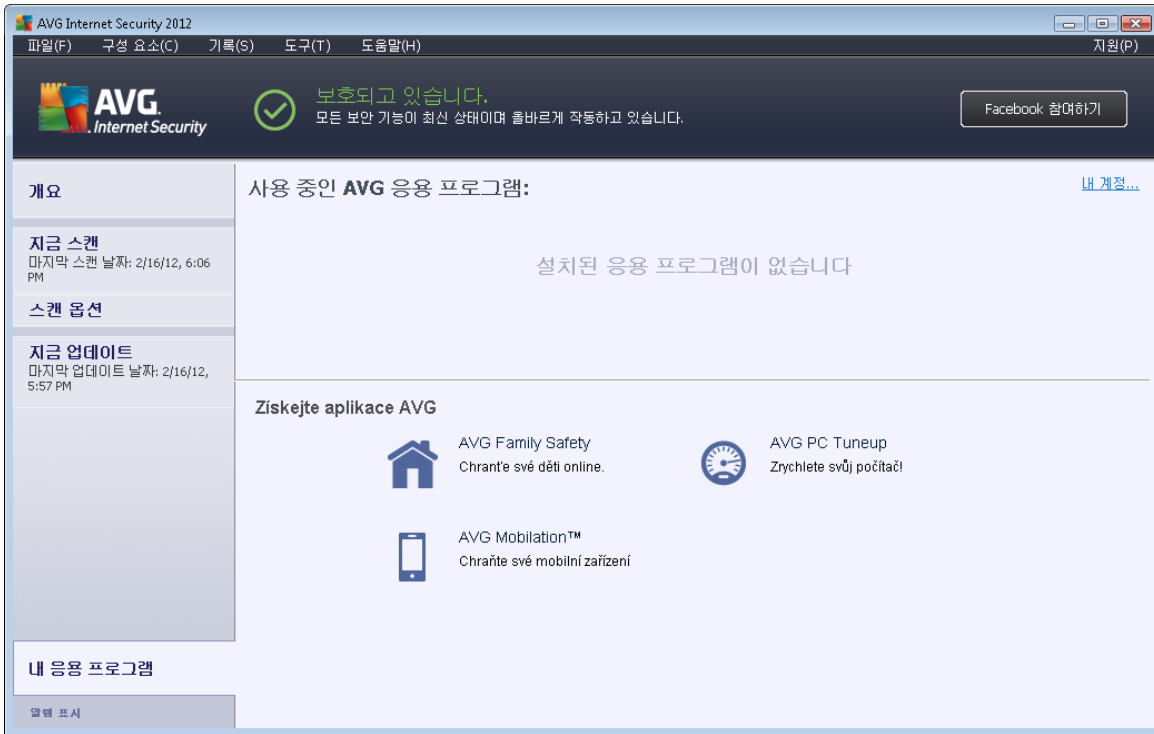 AVG Internet Security 2012
파일(F) 구성 요소(C) 기록(S) 도구(T) 도움말(H) 지원(P)
AVG.
Internet Security
보호되고 있습니다.
모든 보안 기능이 최신 상태이며 올바르게 작동하고 있습니다.
Facebook 참여하기
개요
지금 스캔
마지막 스캔 날짜: 2/16/12, 6:06
PM
스캔 옵션
지금 업데이트
마지막 업데이트 날짜: 2/16/12,
5:57 PM
내 응용 프로그램
알림 표시
사용 중인 AVG 응용 프로그램:
내 계정...
설치된 응용 프로그램이 없습니다
Získejte aplikace AVG
AVG Family Safety
Chraňte své děti online.
AVG PC Tuneup
Zrychlete svůj počítač!
AVG Mobilation™
Chraňte své mobilní zařízení